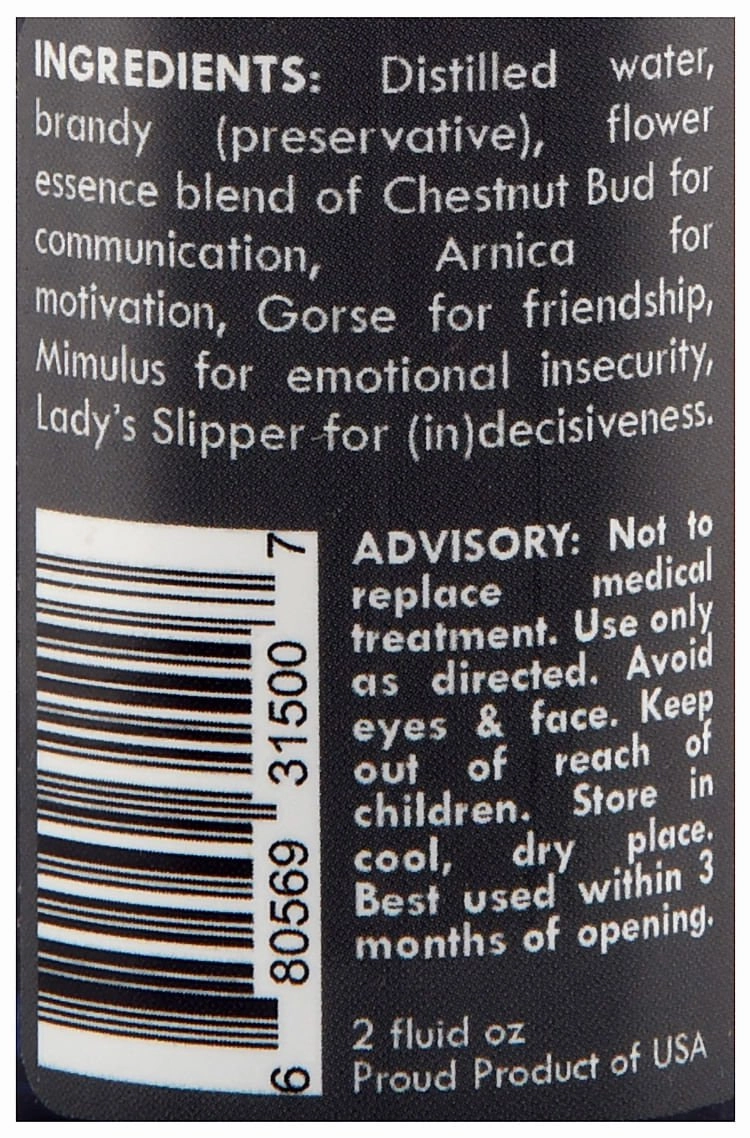 INGREDIENTS: Distilled water,
brandy (preservative), flower
essence blend of Chestnut Bud for
communication, Arnica for
motivation, Gorse for friendship,
Mimulus for emotional insecurity,
Lady's Slipper for (in)decisiveness.
6 80569 31500 7
ADVISORY: Not to
replace medical
treatment. Use only
as directed. Avoid
eyes & face. Keep
out of reach of
children. Store in
cool, dry place.
Best used within 3
months of opening.
2 fluid oz
Proud Product of USA